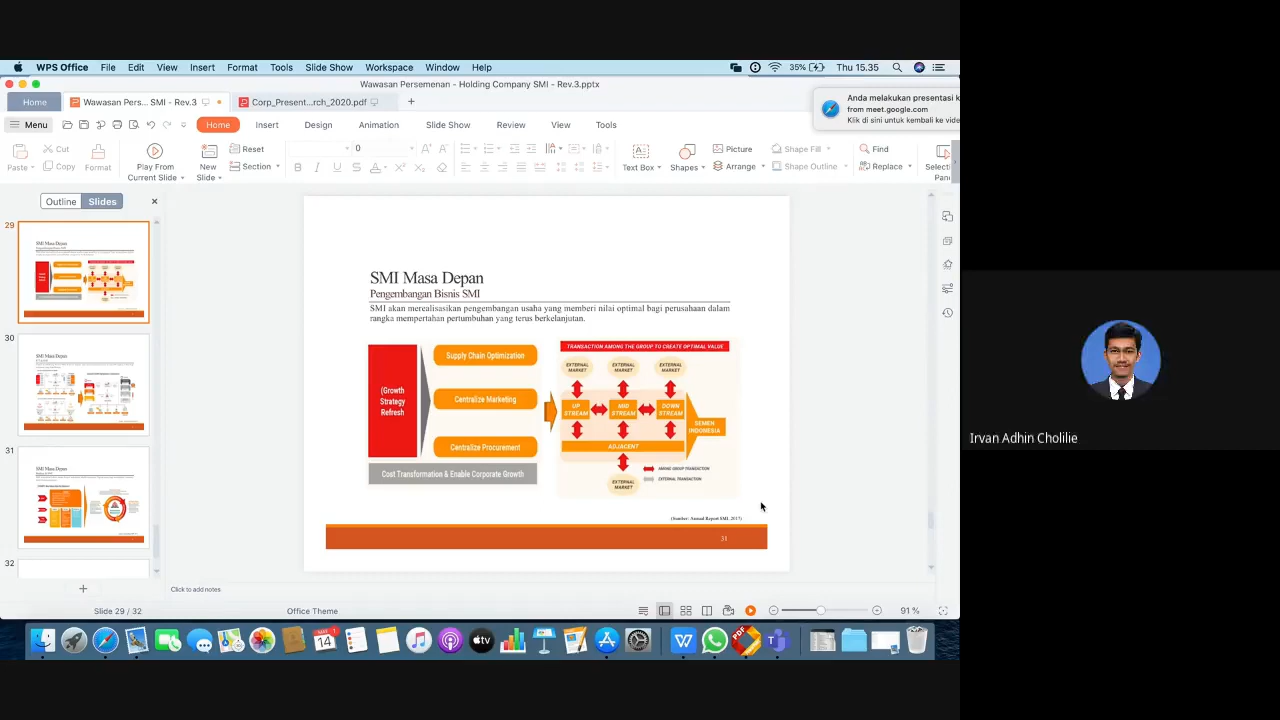 WPS Office File Edit View Insert Format Tools Slide Show Workspace Window Help 35% Thu 15.35
Wawasan Persemenan - Holding Company SMI - Rev.3.pptx
Home Wawasan Pers... SMI - Rev.3 Corp_Present...rch_2020.pdf
Anda melakukan presentasi k
from meet.google.com
Klik di sini untuk kembali ke vide
Menu Home Insert Design Animation Slide Show Review View Tools
Paste Cut Copy Format Play From Current Slide New Slide Reset Section 0 Text Box Shapes Picture Arrange Shape Fill Shape Outline Find Replace Selecti Pan
Outline Slides
29
30
31
32
SMI Masa Depan
Pengembangan Bisnis SMI
SMI akan merealisasikan pengembangan usaha yang memberi nilai optimal bagi perusahaan dalam
rangka mempertahan pertumbuhan yang terus berkelanjutan.
(Growth
Strategy
Refresh
Supply Chain Optimization
Centralize Marketing
Centralize Procurement
Cost Transformation & Enable Corporate Growth
TRANSACTION AMONG THE GROUP TO CREATE OPTIMAL VALUE
EXTERNAL MARKET EXTERNAL MARKET EXTERNAL MARKET
UP STREAM MID STREAM DOWN STREAM
SEMEN INDONESIA
ADJACENT
EXTERNAL MARKET
AMONG GROUP TRANSACTION
EXTERNAL TRANSACTION
(Sumber: Annual Report SMI, 2017)
31
Click to add notes
Slide 29 / 32 Office Theme 91 %
Irvan Adhin Cholilie